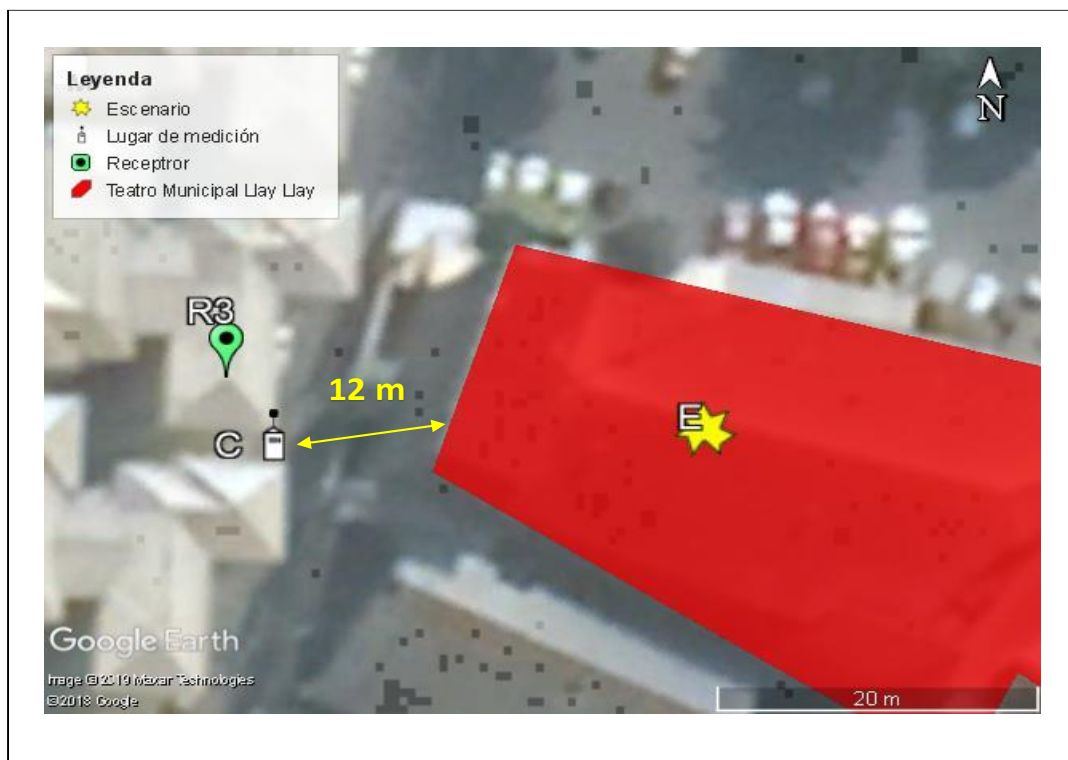 Leyenda
Escenario
Lugar de medición
Receptror
Teatro Municipal Llay Llay
N
R3
12 m
E
C
Google Earth
Image © 2019 Maxar Technologies
© 2018 Google
20 m